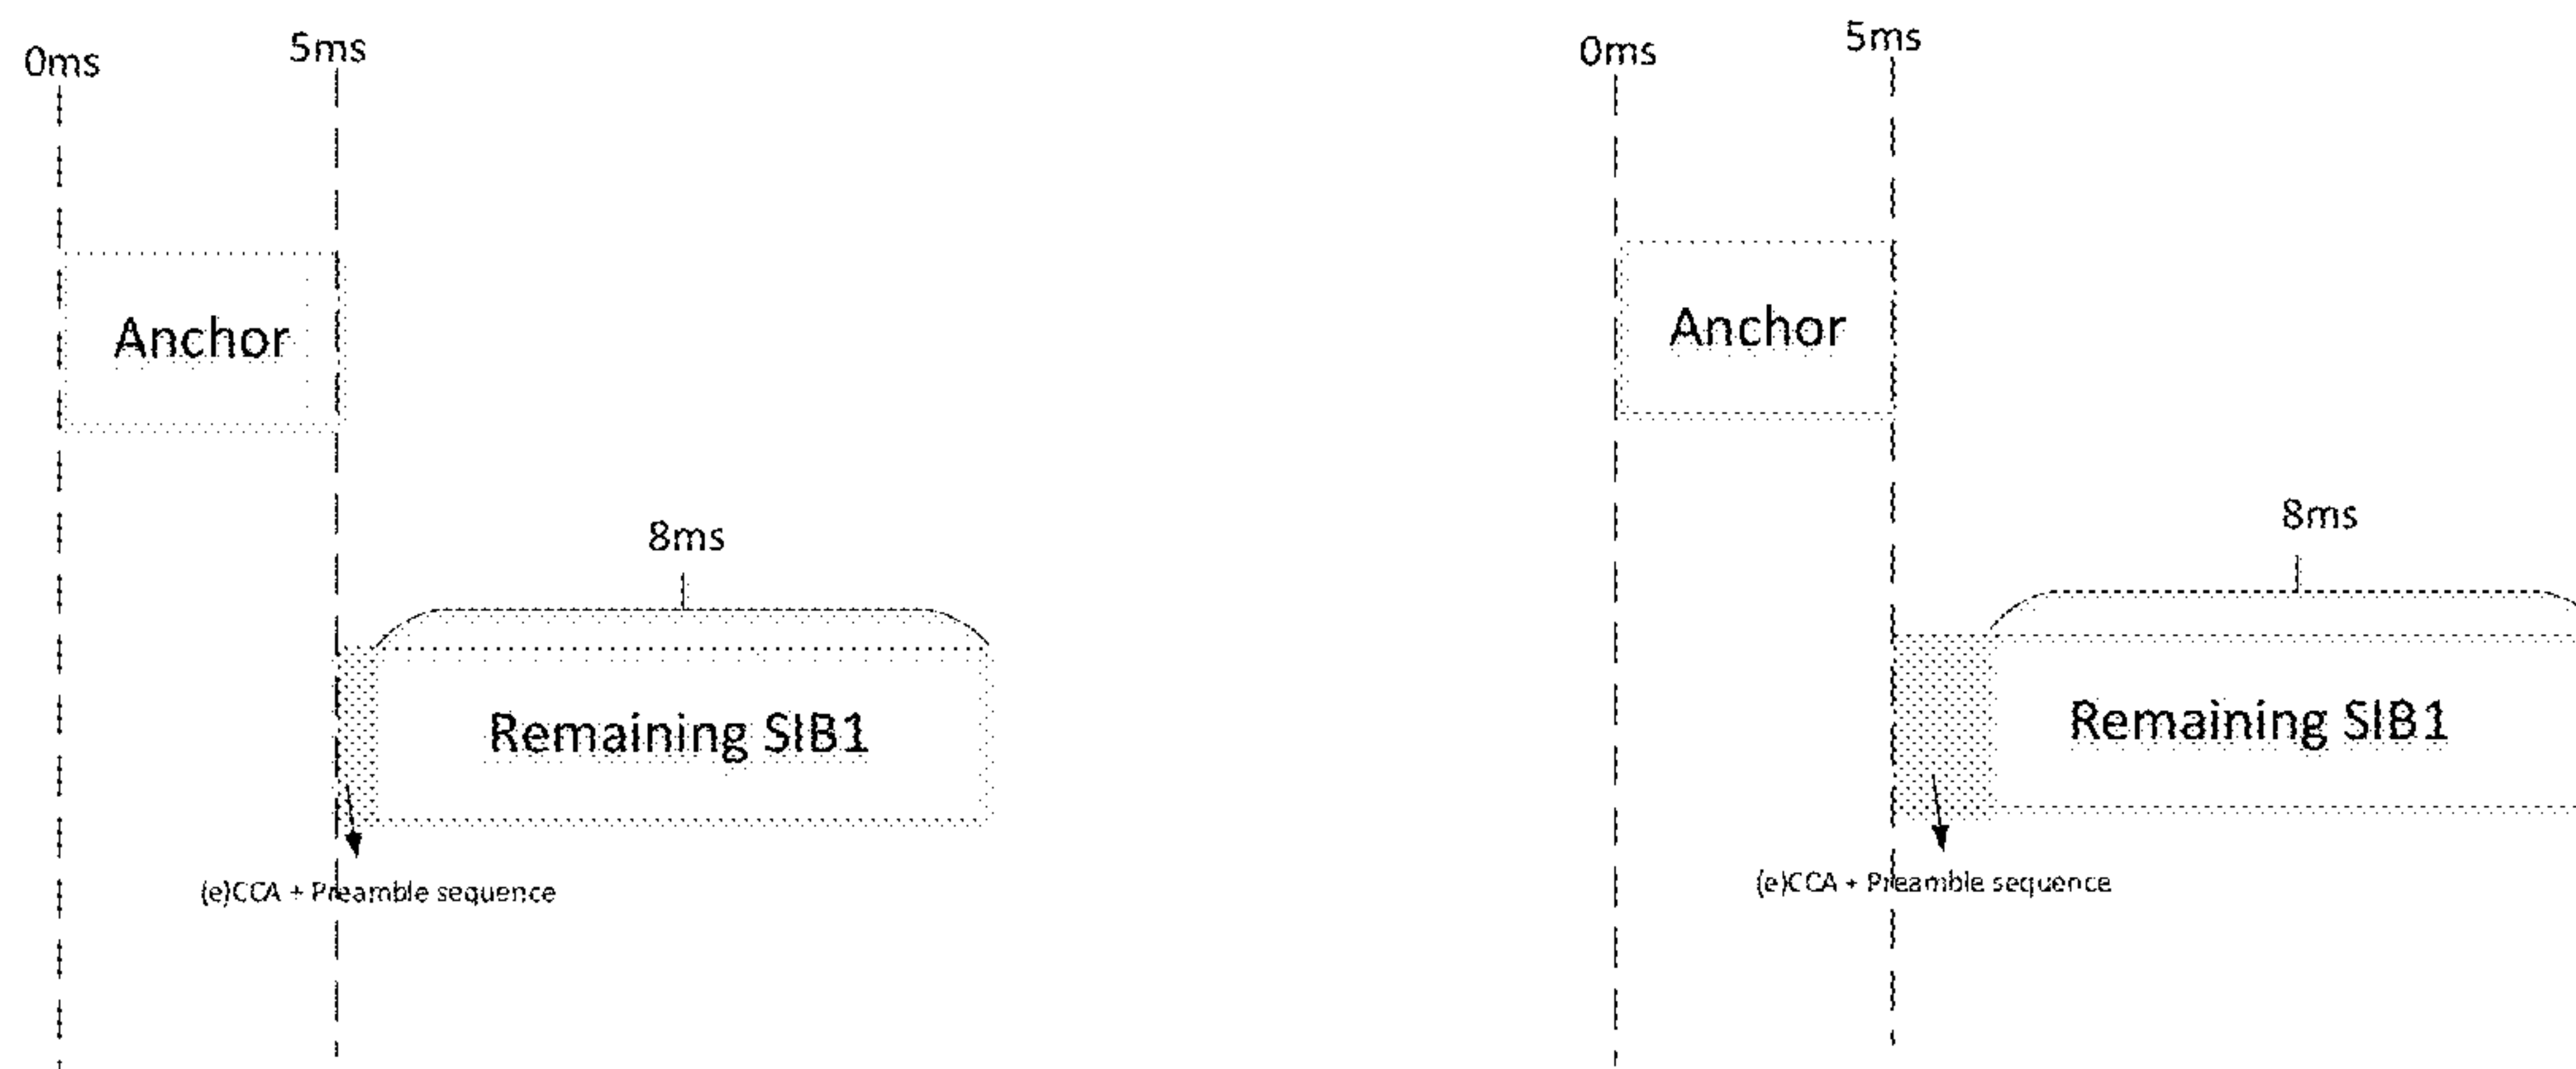 0ms
5ms
Anchor
8ms
Remaining SIB1
(e)CCA + Preamble sequence
0ms
5ms
Anchor
8ms
Remaining SIB1
(e)CCA + Preamble sequence